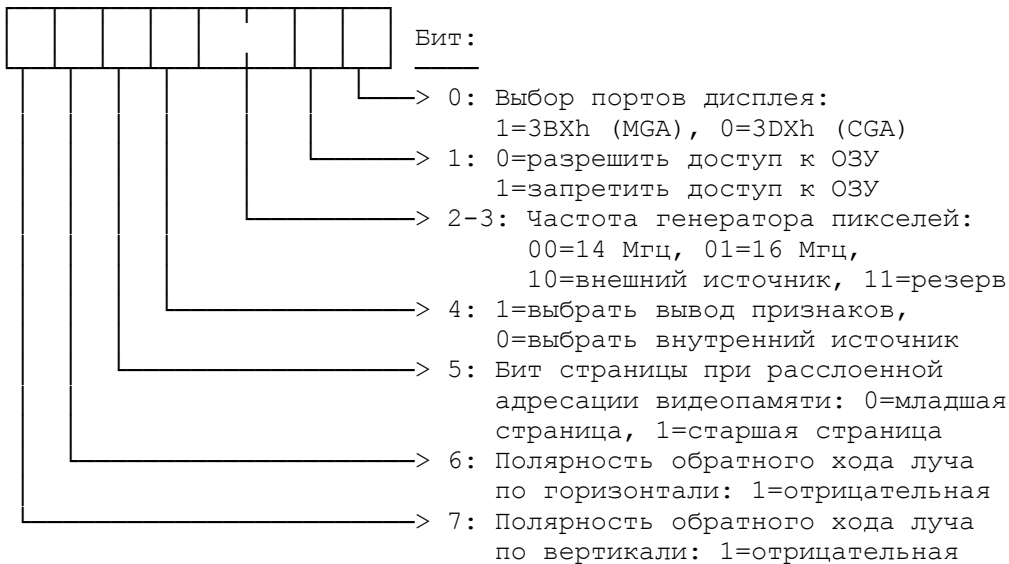 Бит:
> 0: Выбор портов дисплея:
1=3BXh (MGA), 0=3DXh (CGA)
> 1: 0=разрешить доступ к ОЗУ
1=запретить доступ к ОЗУ
> 2-3: Частота генератора пикселей:
00=14 Мгц, 01=16 Мгц,
10=внешний источник, 11=резерв
> 4: 1=выбрать вывод признаков,
0=выбрать внутренний источник
> 5: Бит страницы при расслоенной
адресации видеопамяти: 0=младшая
страница, 1=старшая страница
> 6: Полярность обратного хода луча
по горизонтали: 1=отрицательная
> 7: Полярность обратного хода луча
по вертикали: 1=отрицательная